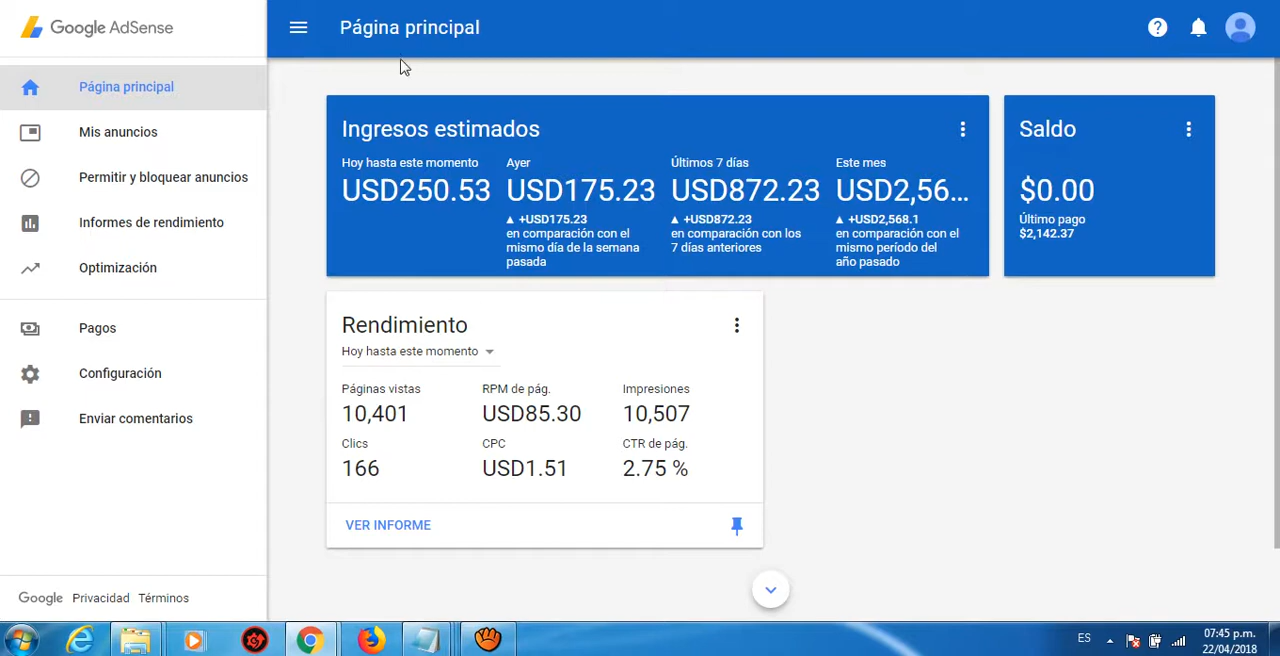 Google AdSense
Página principal
Página principal
Mis anuncios
Permitir y bloquear anuncios
Informes de rendimiento
Optimización
Pagos
Configuración
Enviar comentarios
Google Privacidad Términos
Ingresos estimados
Hoy hasta este momento
USD250.53
Ayer
USD175.23
+USD175.23
en comparación con el
mismo día de la semana
pasada
Últimos 7 días
USD872.23
+USD872.23
en comparación con los
7 días anteriores
Este mes
USD2,56...
+USD2,568.1
en comparación con el
mismo período del
año pasado
Saldo
$0.00
Último pago
$2,142.37
Rendimiento
Hoy hasta este momento
Páginas vistas
10,401
RPM de pág.
USD85.30
Impresiones
10,507
Clics
166
CPC
USD1.51
CTR de pág.
2.75 %
VER INFORME
ES
07:45 p.m.
22/04/2018